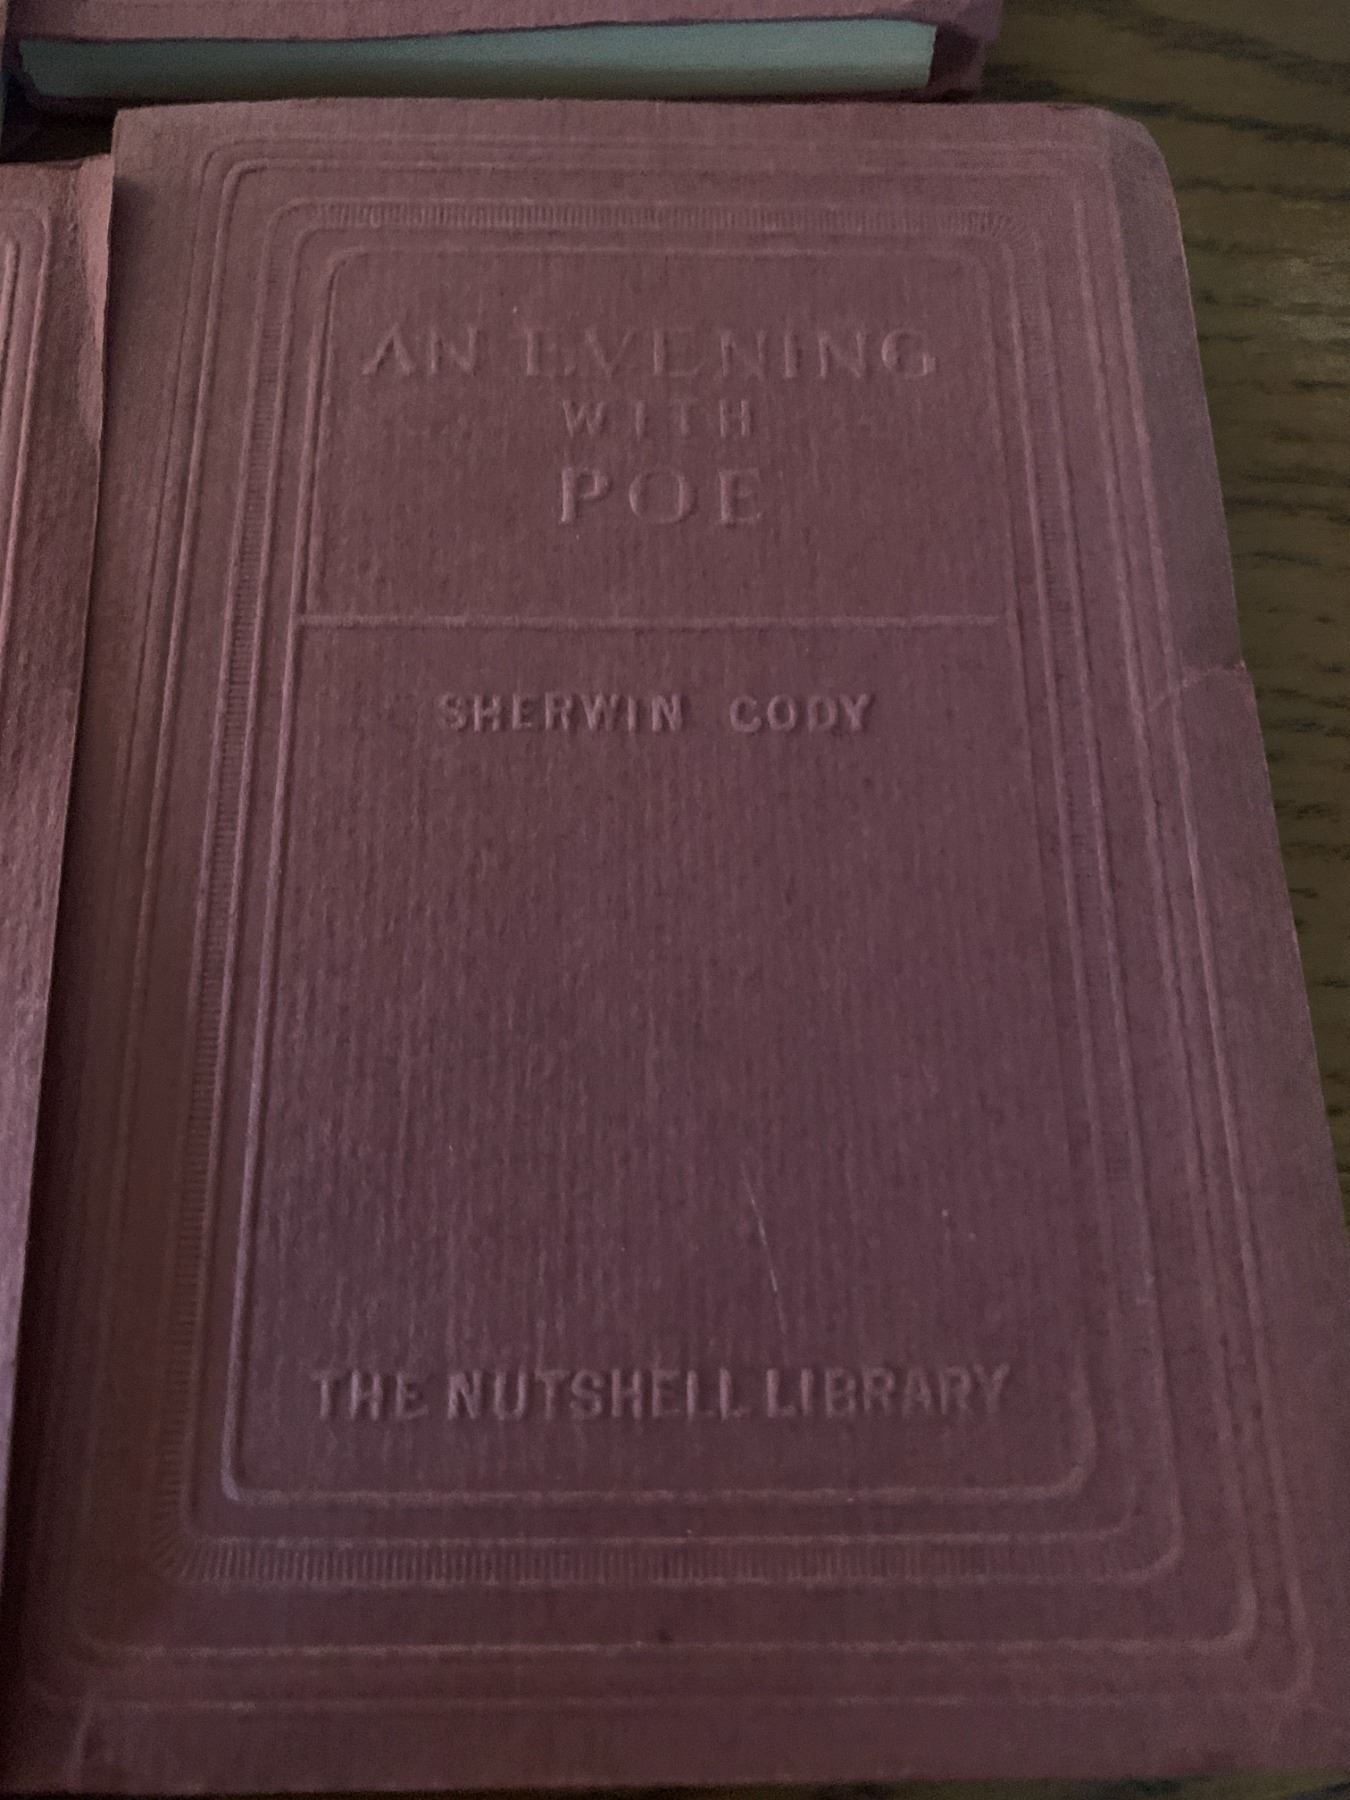 AN EVENING
WITH
POE
SHERWIN CODY
THE NUTSHELL LIBRARY